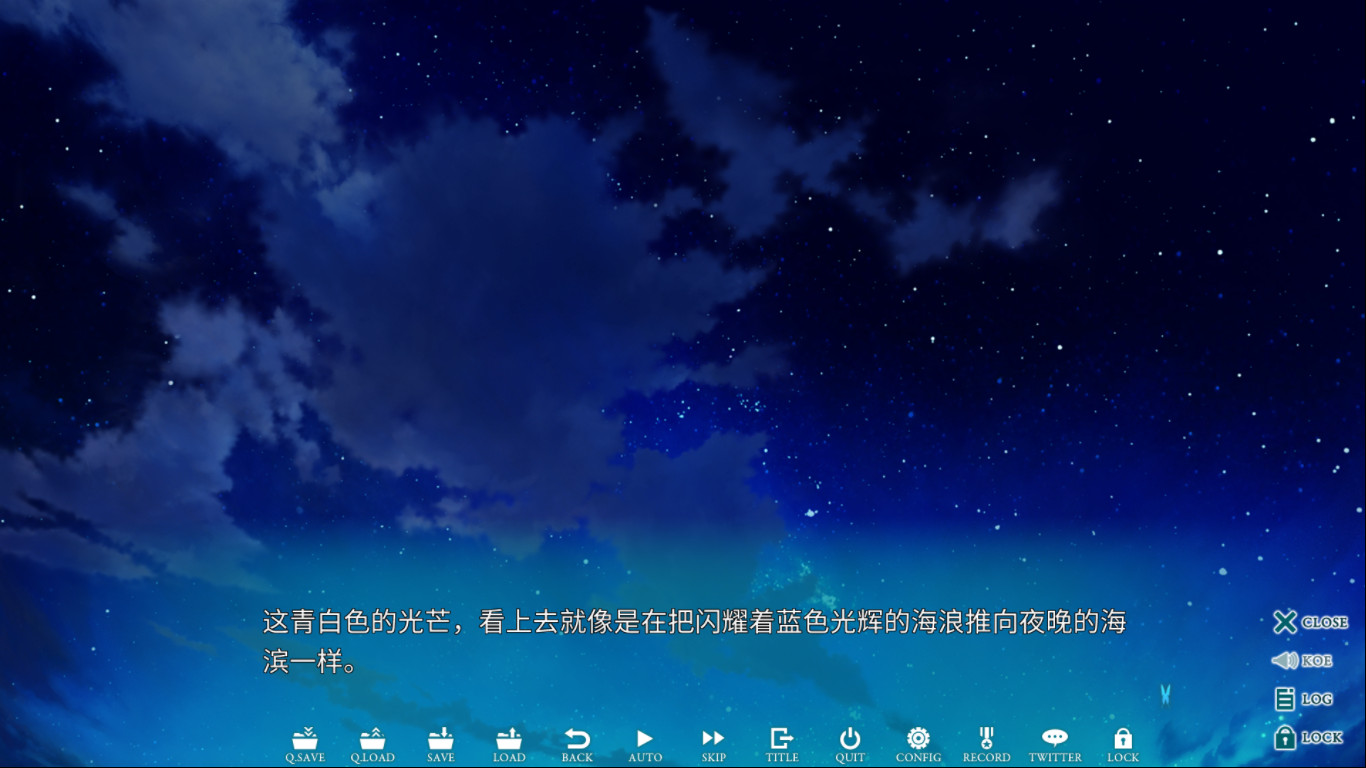 这青白色的光芒，看上去就像是在把闪耀着蓝色光辉的海浪推向夜晚的海
滨一样。
CLOSE
KOE
LOG
LOCK
Q.SAVE Q.LOAD SAVE LOAD BACK AUTO SKIP TITLE QUIT CONFIG RECORD TWITTER LOCK